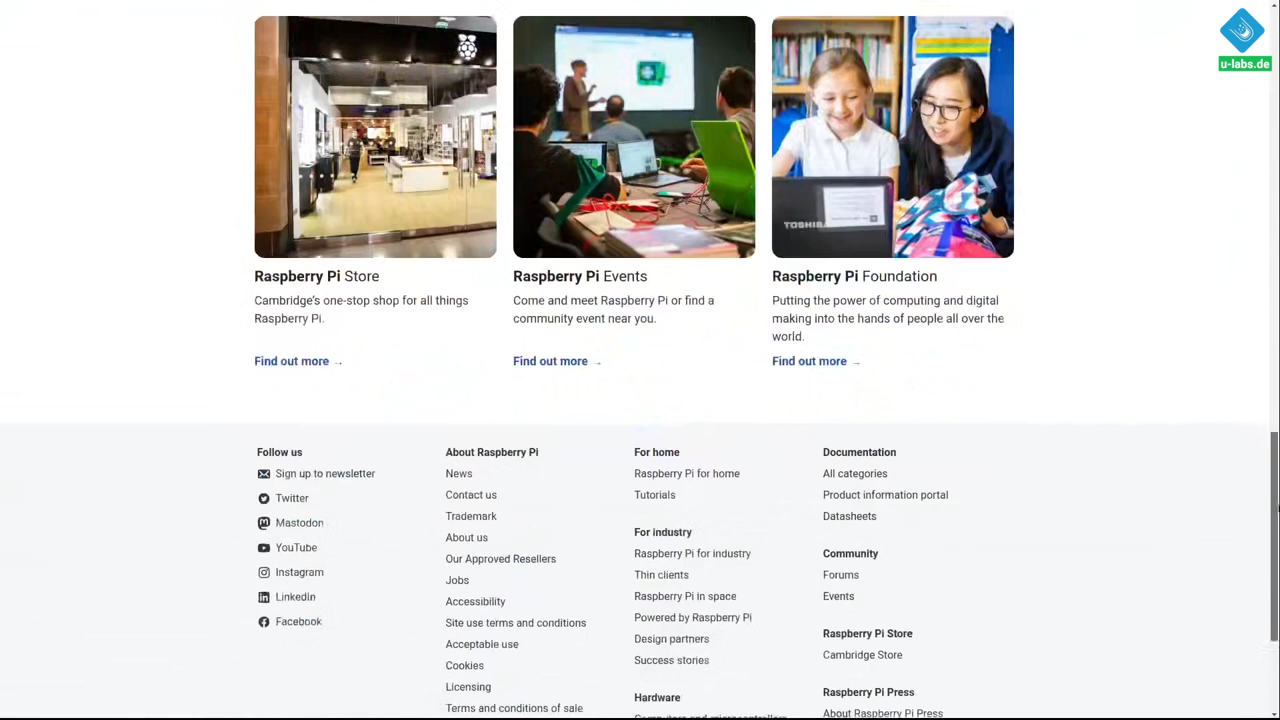 u-labs.de
TOSHIBA
Raspberry Pi Store
Cambridge's one-stop shop for all things
Raspberry Pi.
Find out more →
Raspberry Pi Events
Come and meet Raspberry Pi or find a
community event near you.
Find out more →
Raspberry Pi Foundation
Putting the power of computing and digital
making into the hands of people all over the
world.
Find out more →
Follow us
Sign up to newsletter
Twitter
Mastodon
YouTube
Instagram
Linkedin
Facebook
About Raspberry Pi
News
Contact us
Trademark
About us
Our Approved Resellers
Jobs
Accessibility
Site use terms and conditions
Acceptable use
Cookies
Licensing
Terms and conditions of sale
For home
Raspberry Pi for home
Tutorials
For industry
Raspberry Pi for industry
Thin clients
Raspberry Pi in space
Powered by Raspberry Pi
Design partners
Success stories
Hardware
Computers and microcontrollers
Documentation
All categories
Product information portal
Datasheets
Community
Forums
Events
Raspberry Pi Store
Cambridge Store
Raspberry Pi Press
About Raspberry Pi Press